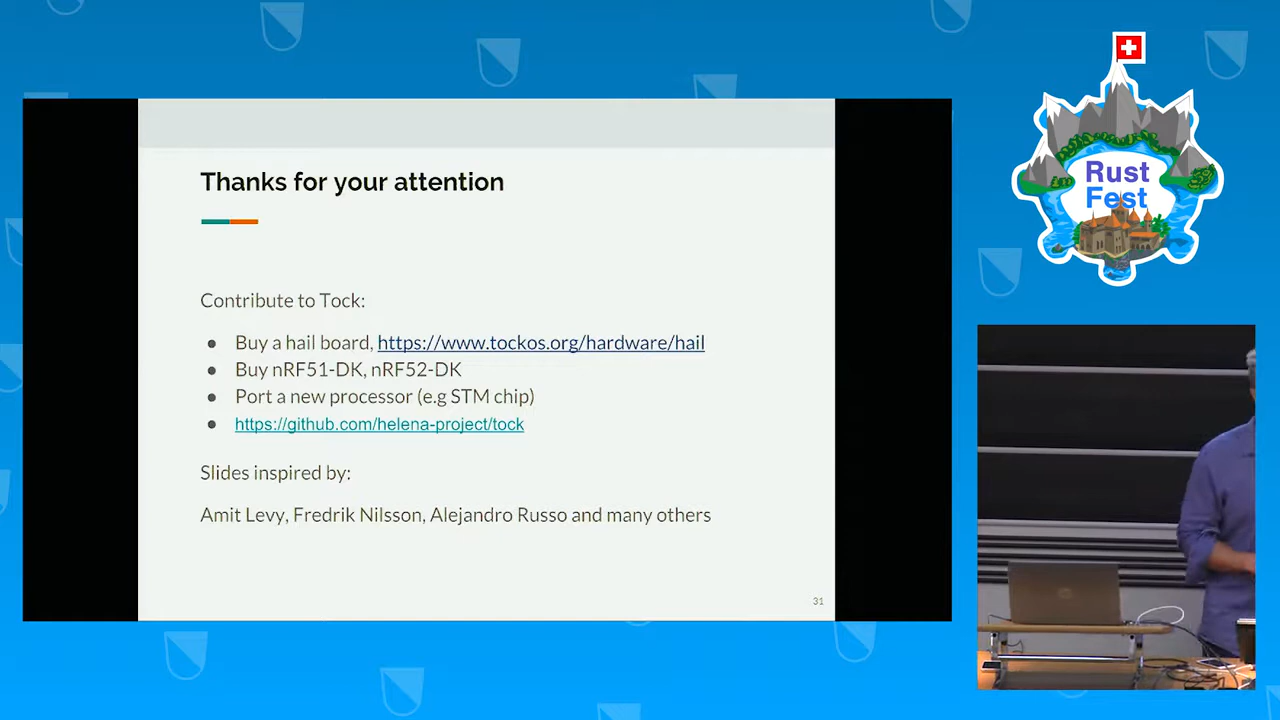 Thanks for your attention
Contribute to Tock:
● Buy a hail board, https://www.tockos.org/hardware/hail
● Buy nRF51-DK, nRF52-DK
● Port a new processor (e.g STM chip)
● https://github.com/helena-project/tock
Slides inspired by:
Amit Levy, Fredrik Nilsson, Alejandro Russo and many others
31
Rust
Fest